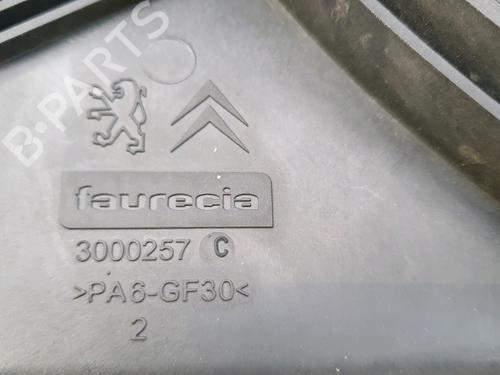 B-PARTS
faurecia
3000257 C
>PA6-GF30<
2